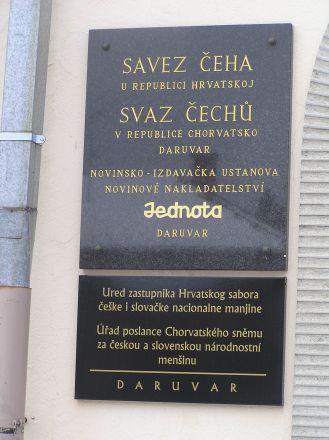 SAVEZ ČEHA
U REPUBLICI HRVATSKOJ
SVAZ ČECHŮ
V REPUBLICE CHORVATSKO
DARUVAR
NOVINSKO-IZDAVAČKA USTANOVA
NOVINOVÉ NAKLADATELSTVÍ
Jednota
DARUVAR
Ured zastupnika Hrvatskog sabora
češke i slovačke nacionalne manjine
Úřad poslance Chorvatského sněmu
za českou a slovenskou národnostní
menšinu
DARUVAR